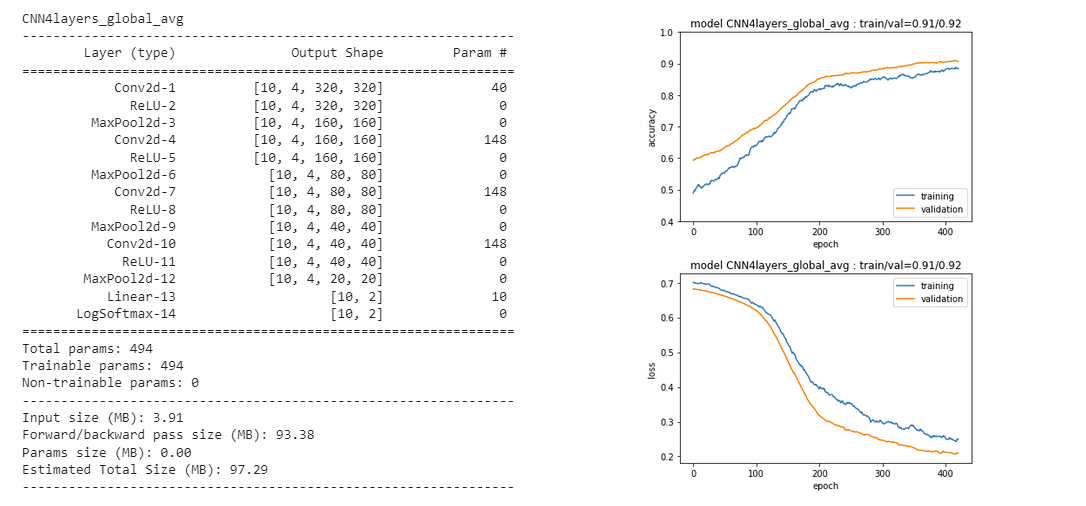 CNN4layers_global_avg
----------------------------------------------------------------
Layer (type) Output Shape Param #
================================================================
Conv2d-1 [10, 4, 320, 320] 40
ReLU-2 [10, 4, 320, 320] 0
MaxPool2d-3 [10, 4, 160, 160] 0
Conv2d-4 [10, 4, 160, 160] 148
ReLU-5 [10, 4, 160, 160] 0
MaxPool2d-6 [10, 4, 80, 80] 0
Conv2d-7 [10, 4, 80, 80] 148
ReLU-8 [10, 4, 80, 80] 0
MaxPool2d-9 [10, 4, 40, 40] 0
Conv2d-10 [10, 4, 40, 40] 148
ReLU-11 [10, 4, 40, 40] 0
MaxPool2d-12 [10, 4, 20, 20] 0
Linear-13 [10, 2] 10
LogSoftmax-14 [10, 2] 0
================================================================
Total params: 494
Trainable params: 494
Non-trainable params: 0
----------------------------------------------------------------
Input size (MB): 3.91
Forward/backward pass size (MB): 93.38
Params size (MB): 0.00
Estimated Total Size (MB): 97.29
----------------------------------------------------------------
model CNN4layers_global_avg : train/val=0.91/0.92
1.0
0.9
0.8
0.7
0.6
0.5
0.4
accuracy
training
validation
0 100 200 300 400
epoch
model CNN4layers_global_avg : train/val=0.91/0.92
0.7
0.6
0.5
0.4
0.3
0.2
loss
training
validation
0 100 200 300 400
epoch